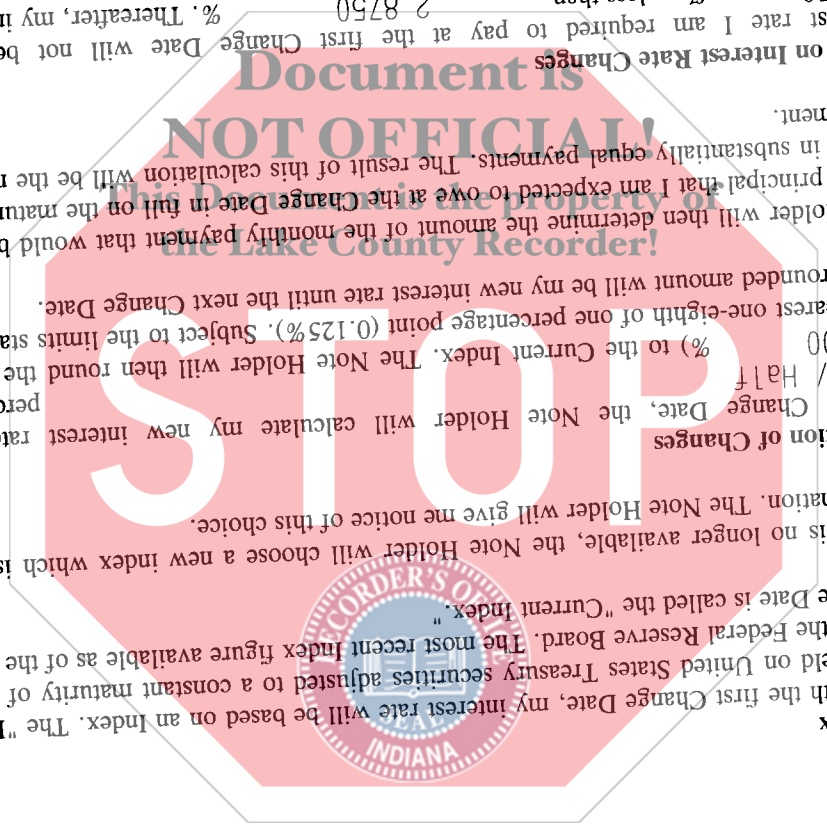 x
th the first Change Date, my interest rate will be based on an Index. The "I
eld on United States Treasury securities adjusted to a constant maturity of
the Federal Reserve Board. The most recent Index figure available as of the
e Date is called the "Current Index."
is no longer available, the Note Holder will choose a new index which is
nation. The Note Holder will give me notice of this choice.
ion of Changes
Change Date, the Note Holder will calculate my new interest rate
/ Half perc
00 %) to the Current Index. The Note Holder will then round the
arest one-eighth of one percentage point (0.125%). Subject to the limits sta
rounded amount will be my new interest rate until the next Change Date.
older will then determine the amount of the monthly payment that would b
principal that I am expected to owe at the Change Date in full on the matur
in substantially equal payments. The result of this calculation will be the n
ment.
on Interest Rate Changes
st rate I am required to pay at the first Change Date will not be
2.8750 %. Thereafter, my in
Document is
NOT OFFICIAL!
This Document is the property of
the Lake County Recorder!
STOP
RECORDER'S OFFICE
SEAL
INDIANA